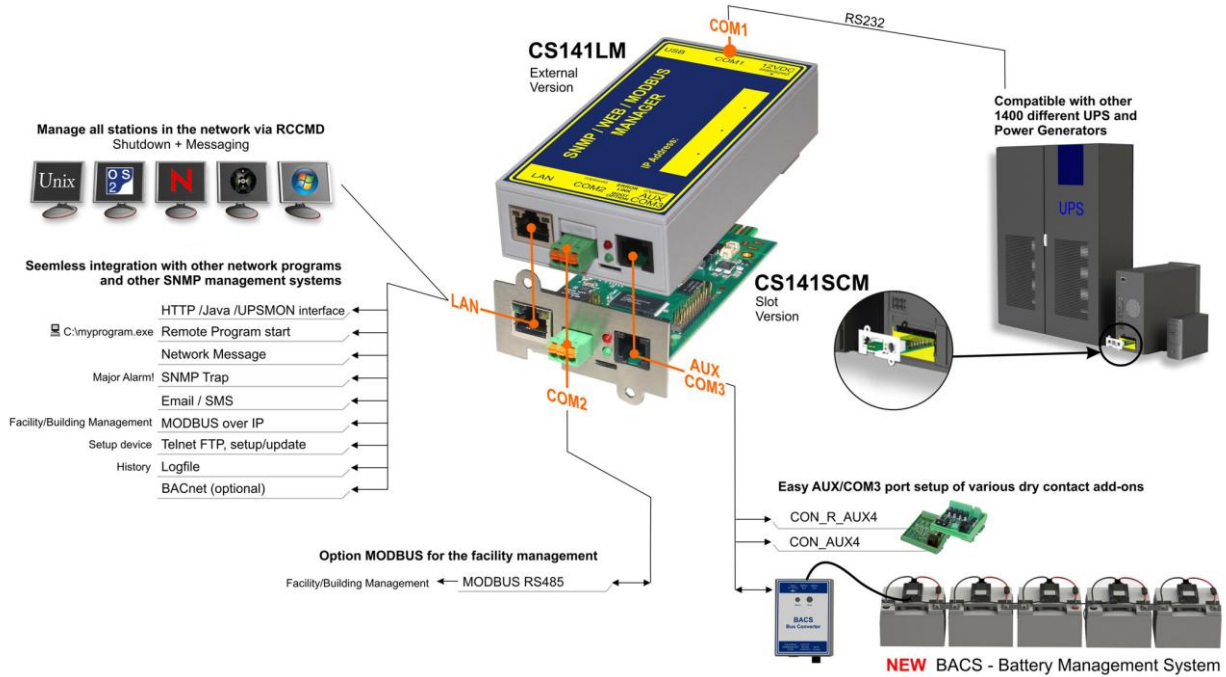 COM1
RS232
CS141LM
External
Version
USB
COM1
12VDC
SNMP / WEB / MODBUS
MANAGER
IP Address:
LAN
COM2
ERROR
LINK
AUX
COM3
Compatible with other
1400 different UPS and
Power Generators
UPS
Manage all stations in the network via RCCMD
Shutdown + Messaging
Unix
OS
2
N
Seemless integration with other network programs
and other SNMP management systems
HTTP /Java /UPSMON interface
C:\myprogram.exe Remote Program start
Network Message
Major Alarm! SNMP Trap
Email / SMS
Facility/Building Management MODBUS over IP
Setup device Telnet FTP, setup/update
History Logfile
BACnet (optional)
LAN
CS141SCM
Slot
Version
AUX
COM3
COM2
Easy AUX/COM3 port setup of various dry contact add-ons
CON_R_AUX4
CON_AUX4
Option MODBUS for the facility management
Facility/Building Management MODBUS RS485
BACS
Bus Converter
NEW BACS - Battery Management System